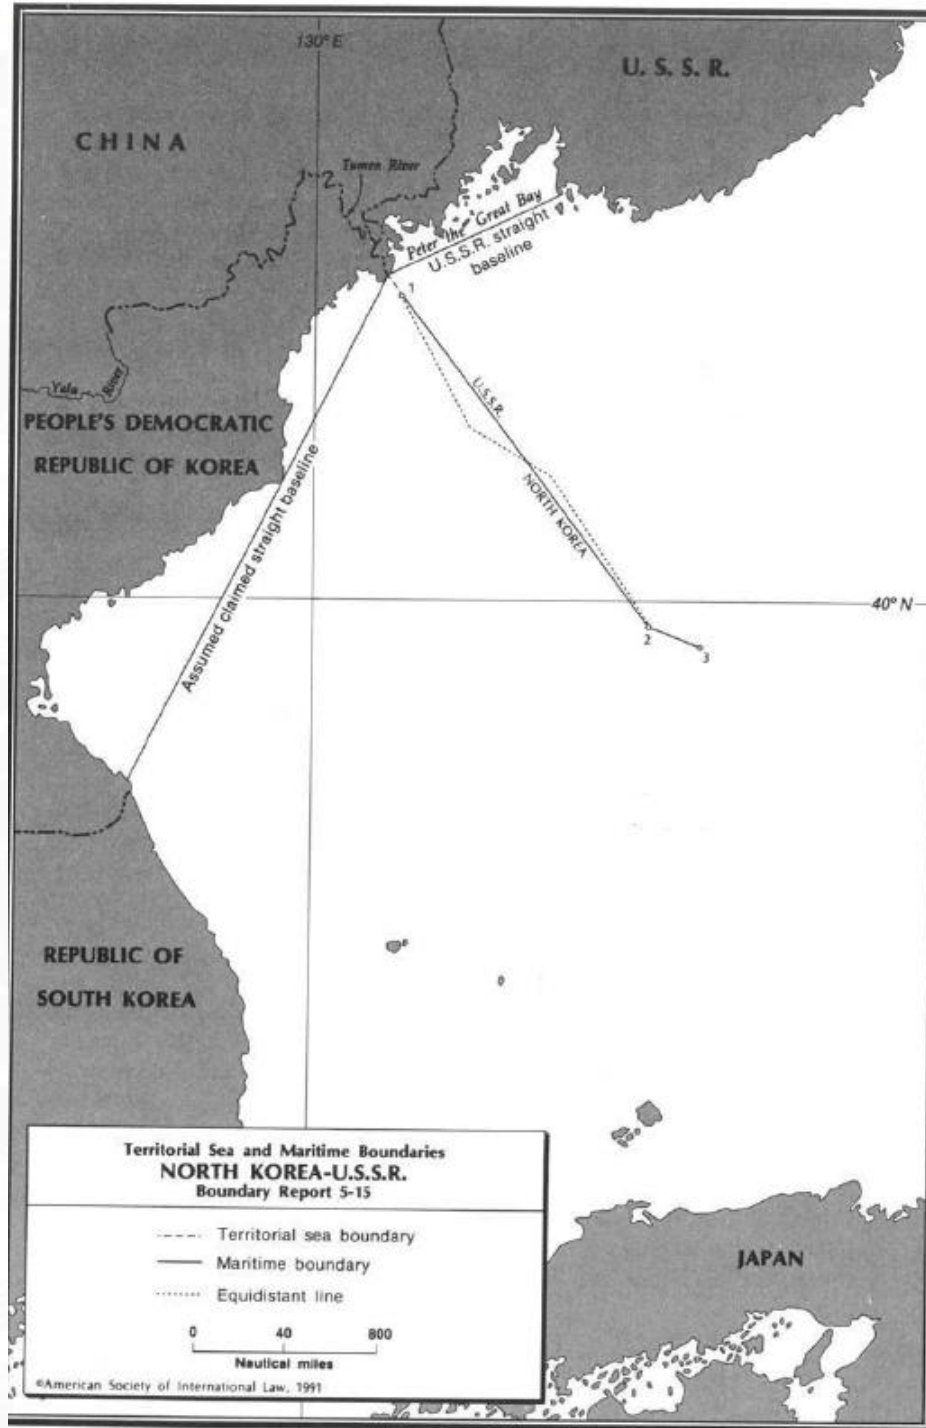 130° E
U. S. S. R.
CHINA
Tumen River
Peter the Great Bay
U.S.S.R. straight
baseline
1
U.S.S.R.
Yalu
River
PEOPLE'S DEMOCRATIC
REPUBLIC OF KOREA
NORTH KOREA
Assumed claimed straight baseline
40° N
2
3
REPUBLIC OF
SOUTH KOREA
Territorial Sea and Maritime Boundaries
NORTH KOREA-U.S.S.R.
Boundary Report 5-15
Territorial sea boundary
Maritime boundary
Equidistant line
0 40 800
Nautical miles
©American Society of International Law, 1991
JAPAN